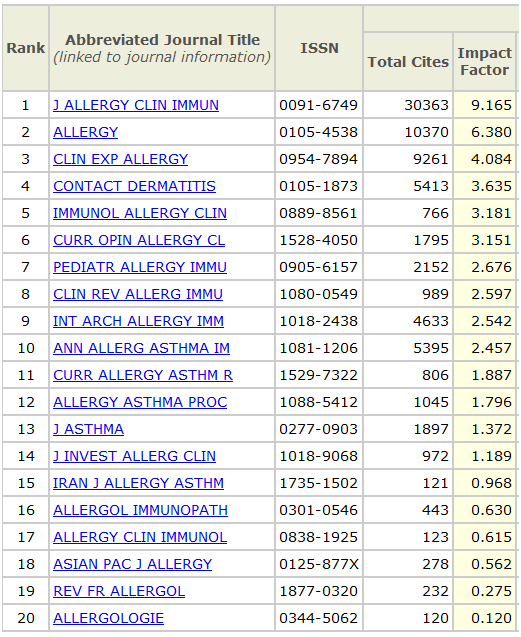 Rank Abbreviated Journal Title (linked to journal information) ISSN Total Cites Impact Factor
1 J ALLERGY CLIN IMMUN 0091-6749 30363 9.165
2 ALLERGY 0105-4538 10370 6.380
3 CLIN EXP ALLERGY 0954-7894 9261 4.084
4 CONTACT DERMATITIS 0105-1873 5413 3.635
5 IMMUNOL ALLERGY CLIN 0889-8561 766 3.181
6 CURR OPIN ALLERGY CL 1528-4050 1795 3.151
7 PEDIATR ALLERGY IMMU 0905-6157 2152 2.676
8 CLIN REV ALLERG IMMU 1080-0549 989 2.597
9 INT ARCH ALLERGY IMM 1018-2438 4633 2.542
10 ANN ALLERG ASTHMA IM 1081-1206 5395 2.457
11 CURR ALLERGY ASTHM R 1529-7322 806 1.887
12 ALLERGY ASTHMA PROC 1088-5412 1045 1.796
13 J ASTHMA 0277-0903 1897 1.372
14 J INVEST ALLERG CLIN 1018-9068 972 1.189
15 IRAN J ALLERGY ASTHM 1735-1502 121 0.968
16 ALLERGOL IMMUNOPATH 0301-0546 443 0.630
17 ALLERGY CLIN IMMUNOL 0838-1925 123 0.615
18 ASIAN PAC J ALLERGY 0125-877X 278 0.562
19 REV FR ALLERGOL 1877-0320 232 0.275
20 ALLERGOLOGIE 0344-5062 120 0.120